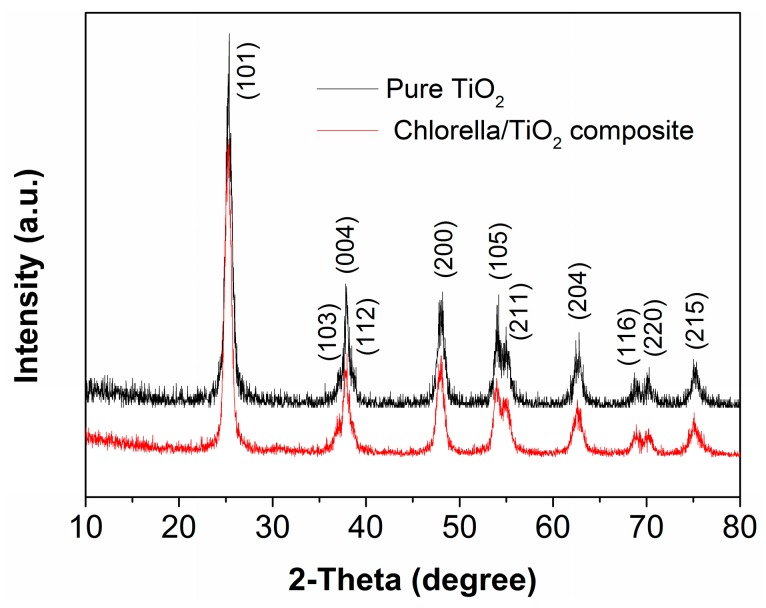 Intensity (a.u.)
Pure TiO2
Chlorella/TiO2 composite
(101)
(103)
(004)
(112)
(200)
(105)
(211)
(204)
(116)
(220)
(215)
10 20 30 40 50 60 70 80
2-Theta (degree)